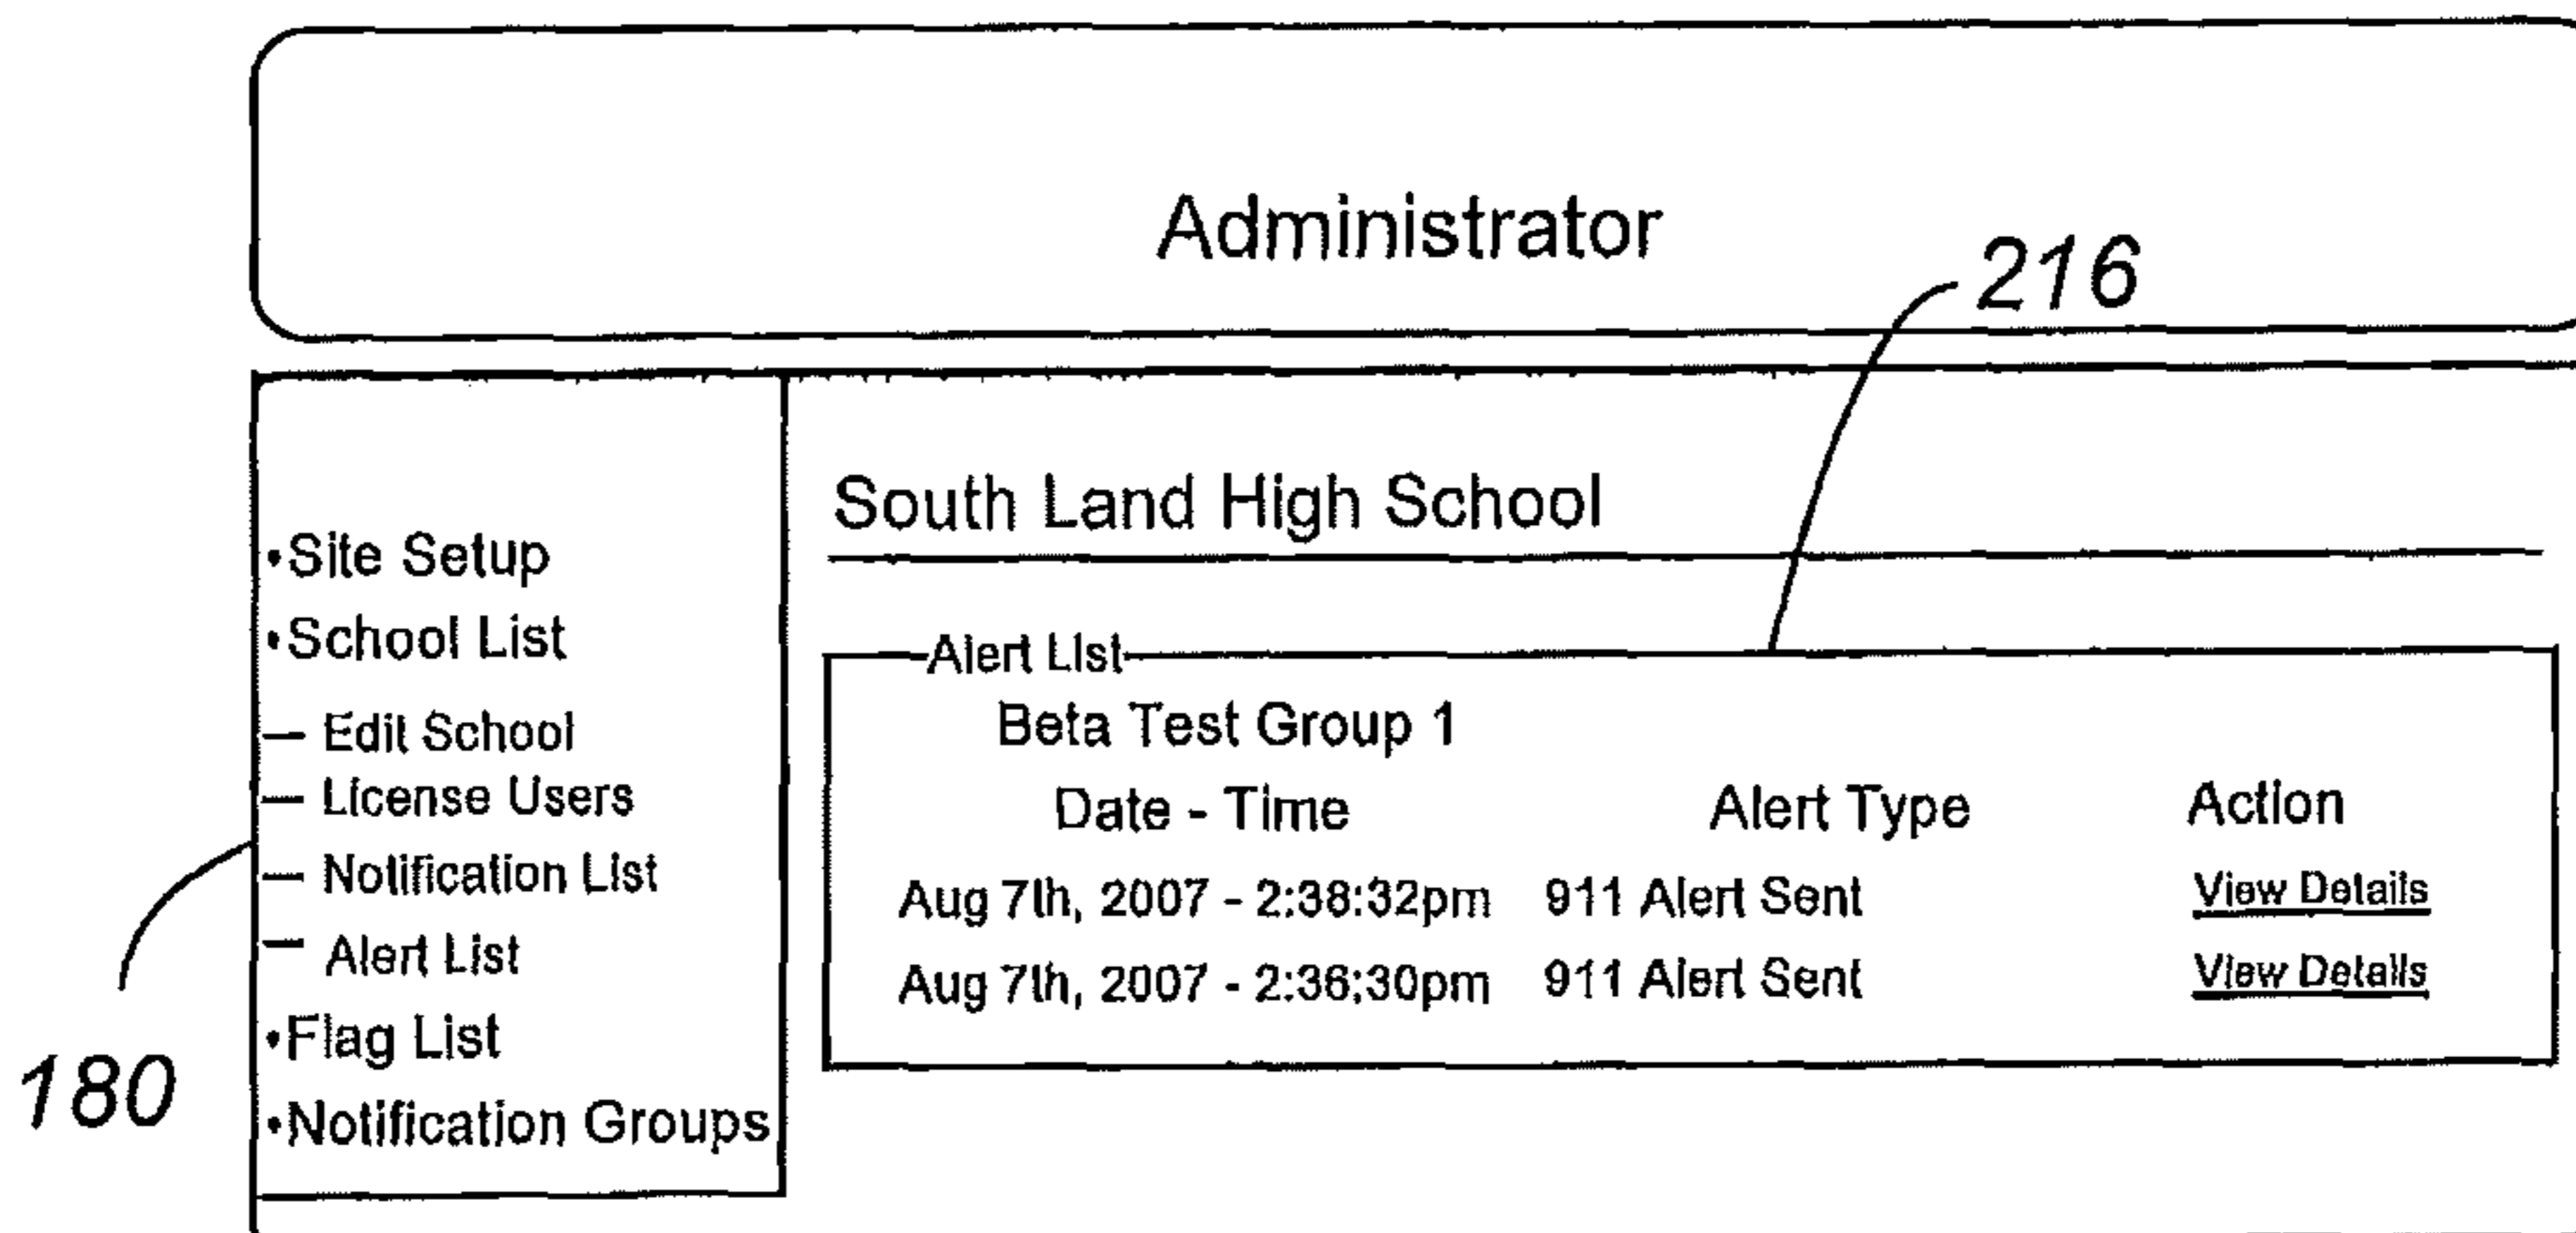 Administrator
216
•Site Setup
•School List
— Edit School
— License Users
— Notification List
— Alert List
•Flag List
•Notification Groups
180
South Land High School
Alert List
Beta Test Group 1
Date - Time Alert Type Action
Aug 7th, 2007 - 2:38:32pm 911 Alert Sent View Details
Aug 7th, 2007 - 2:36:30pm 911 Alert Sent View Details